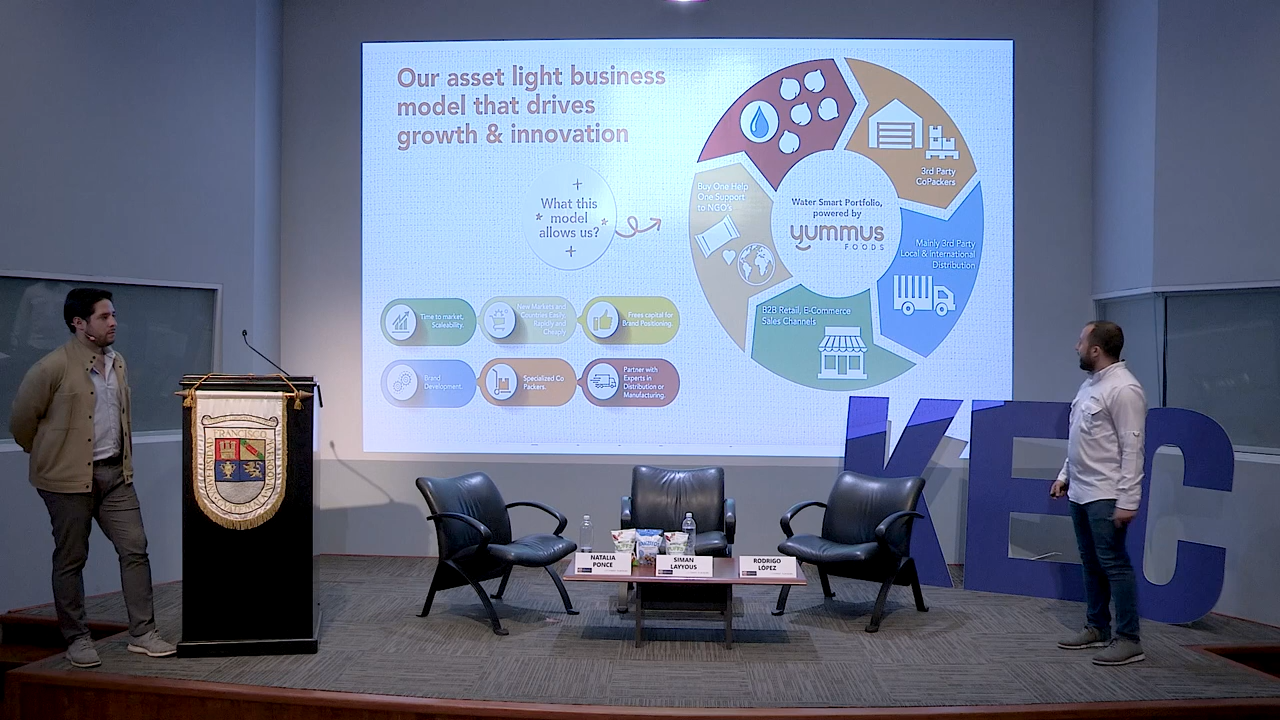 Our asset light business
model that drives
growth & innovation
What this
model
allows us?
Time to market,
Scaleability.
New Markets and
Countries Easily,
Rapidly and
Cheaply
Frees capital for
Brand Positioning.
Brand
Development.
Specialized Co
Packers.
Partner with
Experts in
Distribution or
Manufacturing.
3rd Party
CoPackers
Mainly 3rd Party
Local & International
Distribution
B2B Retail, E-Commerce
Sales Channels
Buy One Help
One Support
to NGO's
Water Smart Portfolio,
powered by
yummus
FOODS
KEC
FRANCISCO
NATALIA
PONCE
SIMAN
LAYYOUS
RODRIGO
LÓPEZ